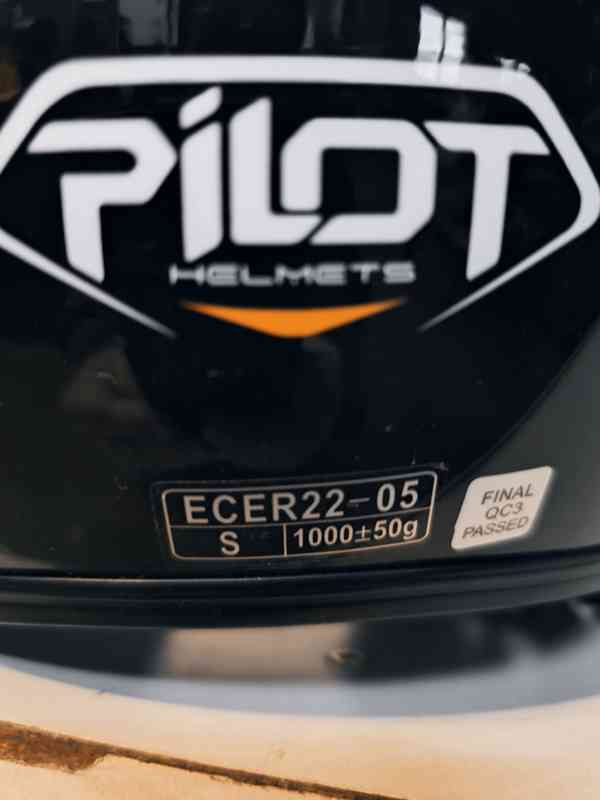 PiLOT
HELMETS
ECER22-05
S 1000±50g
FINAL
QC3
PASSED